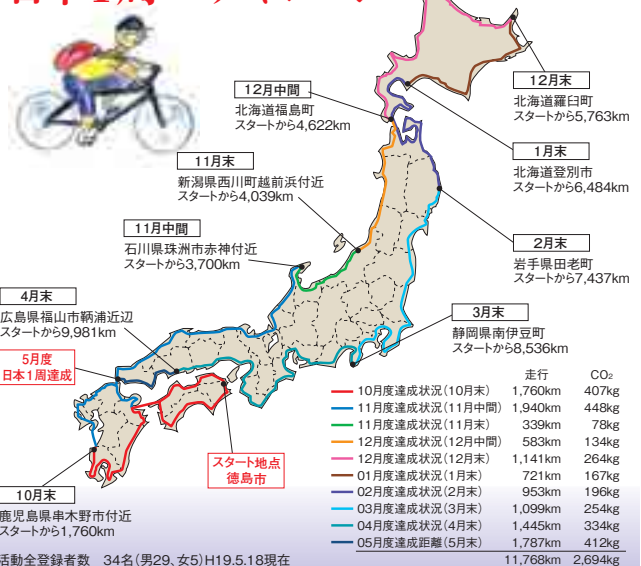 12月中間
北海道福島町
スタートから4,622km
12月末
北海道羅臼町
スタートから5,763km
1月末
北海道登別市
スタートから6,484km
11月末
新潟県西川町越前浜付近
スタートから4,039km
11月中間
石川県珠洲市赤神付近
スタートから3,700km
2月末
岩手県田老町
スタートから7,437km
4月末
広島県福山市鞆浦近辺
スタートから9,981km
3月末
静岡県南伊豆町
スタートから8,536km
5月度
日本1周達成
スタート地点
徳島市
10月末
鹿児島県串木野市付近
スタートから1,760km
走行 CO₂
10月度達成状況(10月末) 1,760km 407kg
11月度達成状況(11月中間) 1,940km 448kg
11月度達成状況(11月末) 339km 78kg
12月度達成状況(12月中間) 583km 134kg
12月度達成状況(12月末) 1,141km 264kg
01月度達成状況(1月末) 721km 167kg
02月度達成状況(2月末) 953km 196kg
03月度達成状況(3月末) 1,099km 254kg
04月度達成状況(4月末) 1,445km 334kg
05月度達成距離(5月末) 1,787km 412kg
11,768km 2,694kg
活動全登録者数 34名(男29、女5)H19.5.18現在